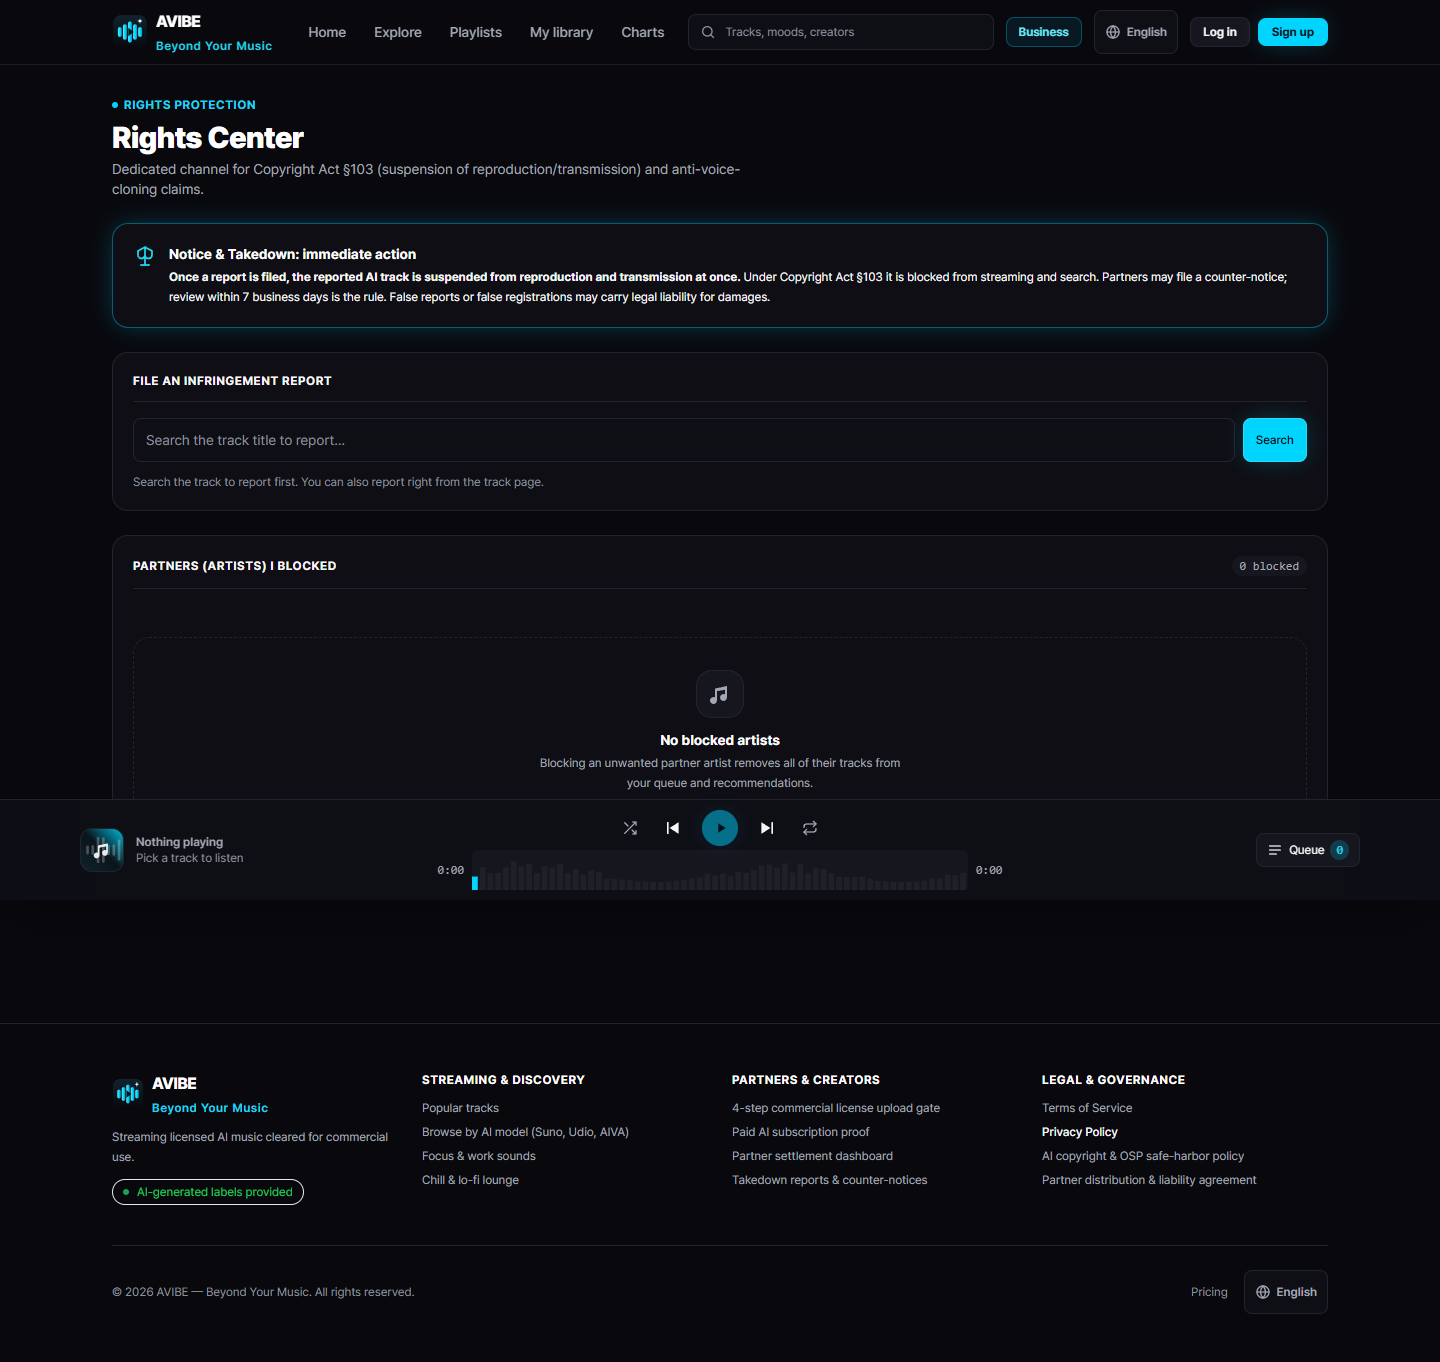 AVIBE
Beyond Your Music
Home
Explore
Playlists
My library
Charts
Tracks, moods, creators
Business
English
Log in
Sign up
RIGHTS PROTECTION
Rights Center
Dedicated channel for Copyright Act §103 (suspension of reproduction/transmission) and anti-voice-
cloning claims.
Notice & Takedown: immediate action
Once a report is filed, the reported AI track is suspended from reproduction and transmission at once. Under Copyright Act §103 it is blocked from streaming and search. Partners may file a counter-notice;
review within 7 business days is the rule. False reports or false registrations may carry legal liability for damages.
FILE AN INFRINGEMENT REPORT
Search the track title to report...
Search
Search the track to report first. You can also report right from the track page.
PARTNERS (ARTISTS) I BLOCKED
0 blocked
No blocked artists
Blocking an unwanted partner artist removes all of their tracks from
your queue and recommendations.
Nothing playing
Pick a track to listen
0:00
0:00
Queue
0
AVIBE
Beyond Your Music
Streaming licensed AI music cleared for commercial
use.
AI-generated labels provided
STREAMING & DISCOVERY
Popular tracks
Browse by AI model (Suno, Udio, AIVA)
Focus & work sounds
Chill & lo-fi lounge
PARTNERS & CREATORS
4-step commercial license upload gate
Paid AI subscription proof
Partner settlement dashboard
Takedown reports & counter-notices
LEGAL & GOVERNANCE
Terms of Service
Privacy Policy
AI copyright & OSP safe-harbor policy
Partner distribution & liability agreement
© 2026 AVIBE — Beyond Your Music. All rights reserved.
Pricing
English